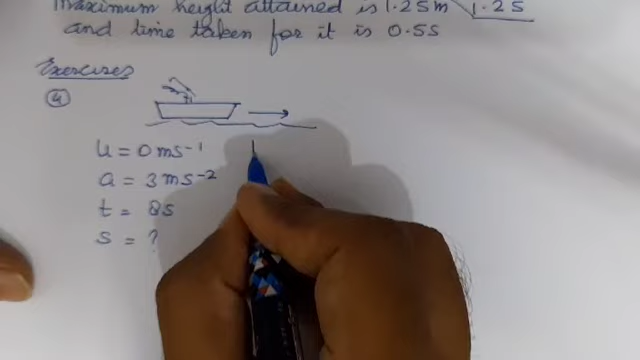 maximum height attained is 1.25m 1.25
and time taken for it is 0.5s
Exercises
4
u = 0 ms-1
a = 3 ms-2
t = 8s
s = ?